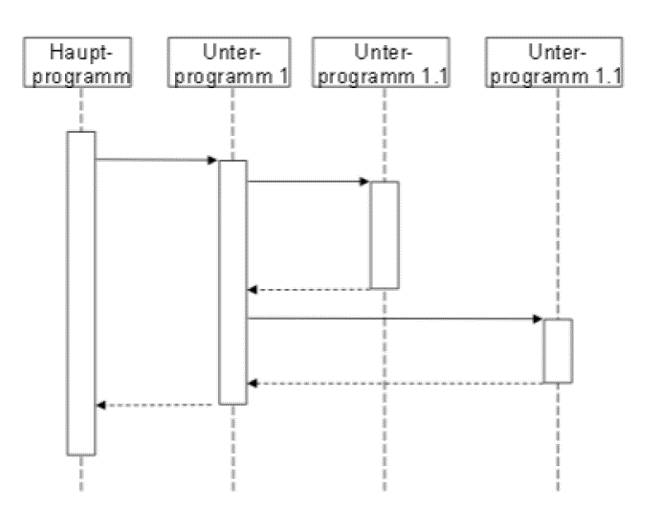 Haupt-
programm
Unter-
programm 1
Unter-
programm 1.1
Unter-
programm 1.1